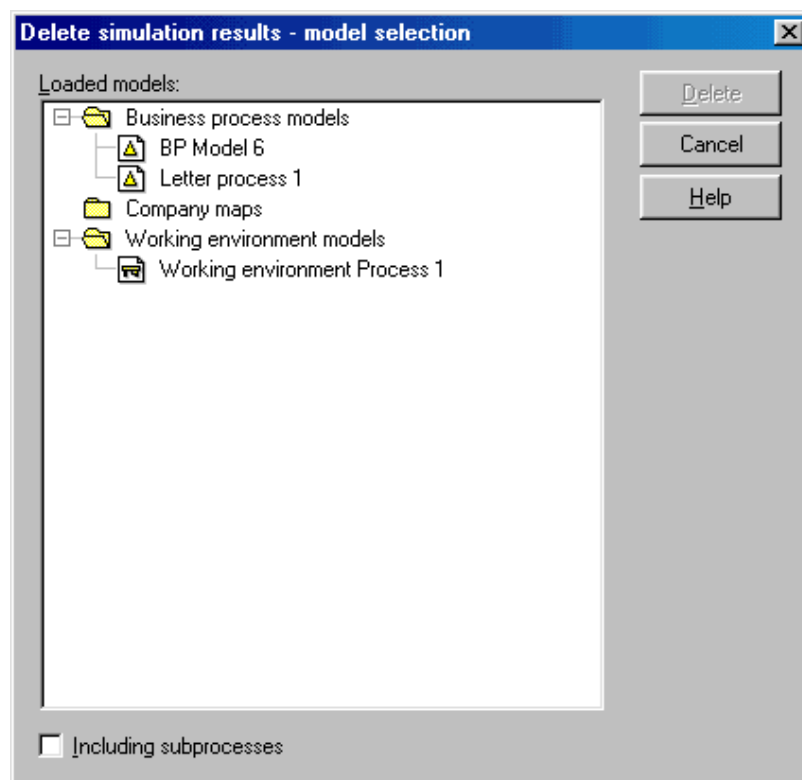 Delete simulation results - model selection
Loaded models:
Business process models
BP Model 6
Letter process 1
Company maps
Working environment models
Working environment Process 1
Delete
Cancel
Help
Including subprocesses